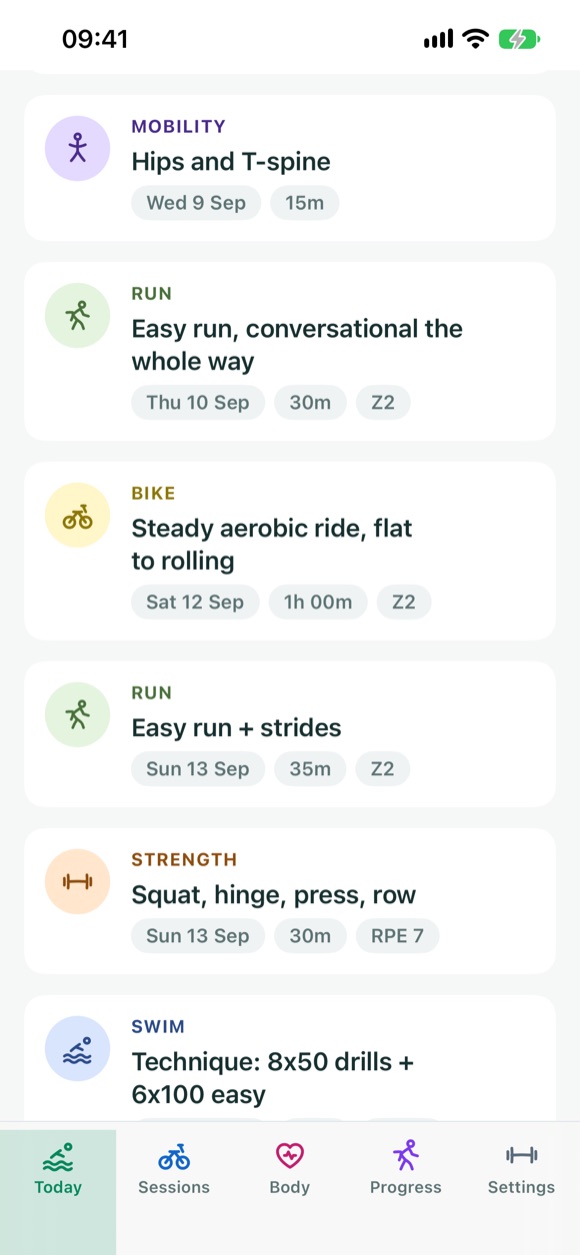 09:41
MOBILITY
Hips and T-spine
Wed 9 Sep 15m
RUN
Easy run, conversational the
whole way
Thu 10 Sep 30m Z2
BIKE
Steady aerobic ride, flat
to rolling
Sat 12 Sep 1h 00m Z2
RUN
Easy run + strides
Sun 13 Sep 35m Z2
STRENGTH
Squat, hinge, press, row
Sun 13 Sep 30m RPE 7
SWIM
Technique: 8x50 drills +
6x100 easy
Today Sessions Body Progress Settings